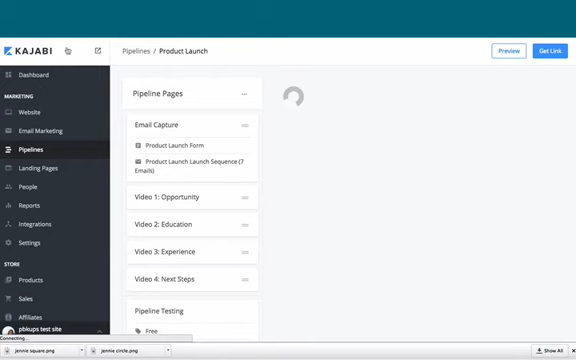 KAJABI
Pipelines / Product Launch
Preview
Get Link
Dashboard
MARKETING
Website
Email Marketing
Pipelines
Landing Pages
People
Reports
Integrations
Settings
STORE
Products
Sales
Affiliates
pbkups test site
Pipeline Pages
Email Capture
Product Launch Form
Product Launch Launch Sequence (7
Emails)
Video 1: Opportunity
Video 2: Education
Video 3: Experience
Video 4: Next Steps
Pipeline Testing
Free
Connecting...
jennie square.png
jennie circle.png
Show All